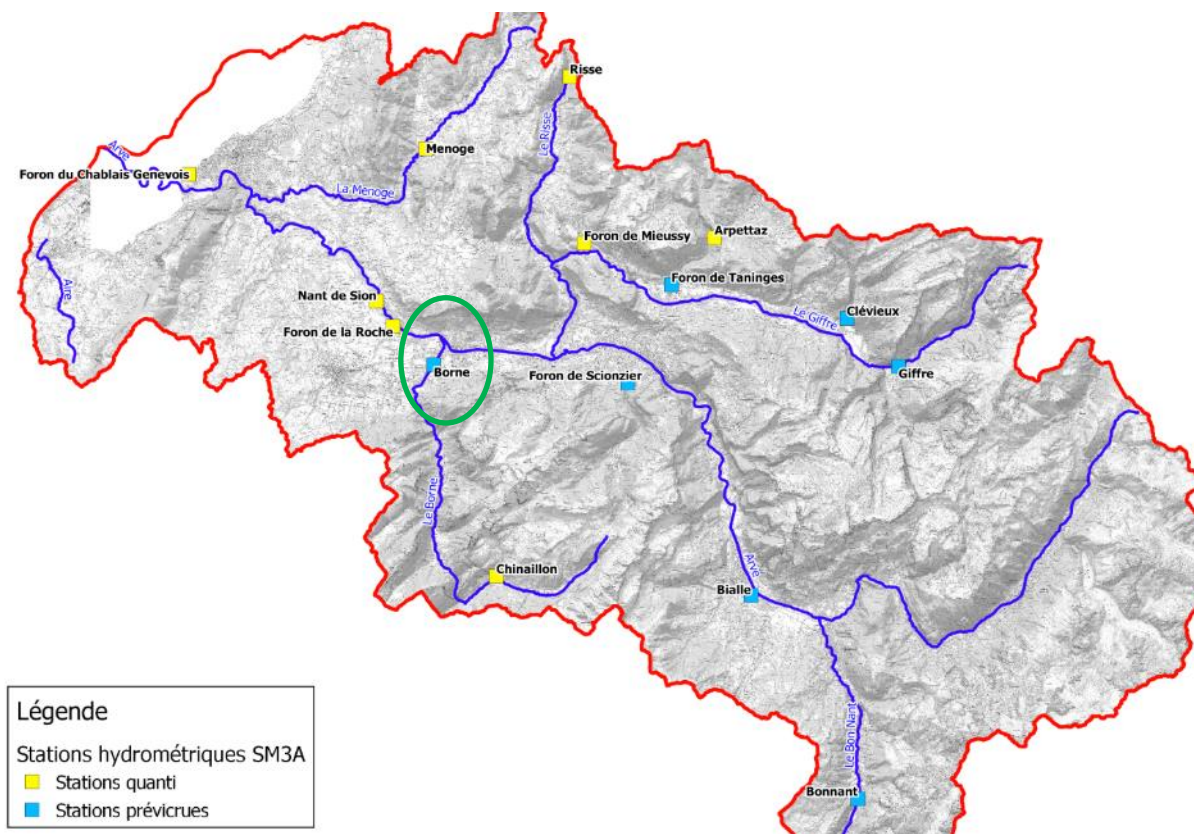 Risse
Le Risse
Menoge
Arve
Foron du Chablais Genevois
La Menoge
Foron de Mieussy
Arpettaz
Foron de Taninges
Aire
Nant de Sion
Le Giffre
Clévieux
Foron de la Roche
Borne
Foron de Scionzier
Giffre
Le Borne
Chinaillon
Arve
Bialle
Le Bon Nant
Bonnant
Légende
Stations hydrométriques SM3A
Stations quanti
Stations prévicrues